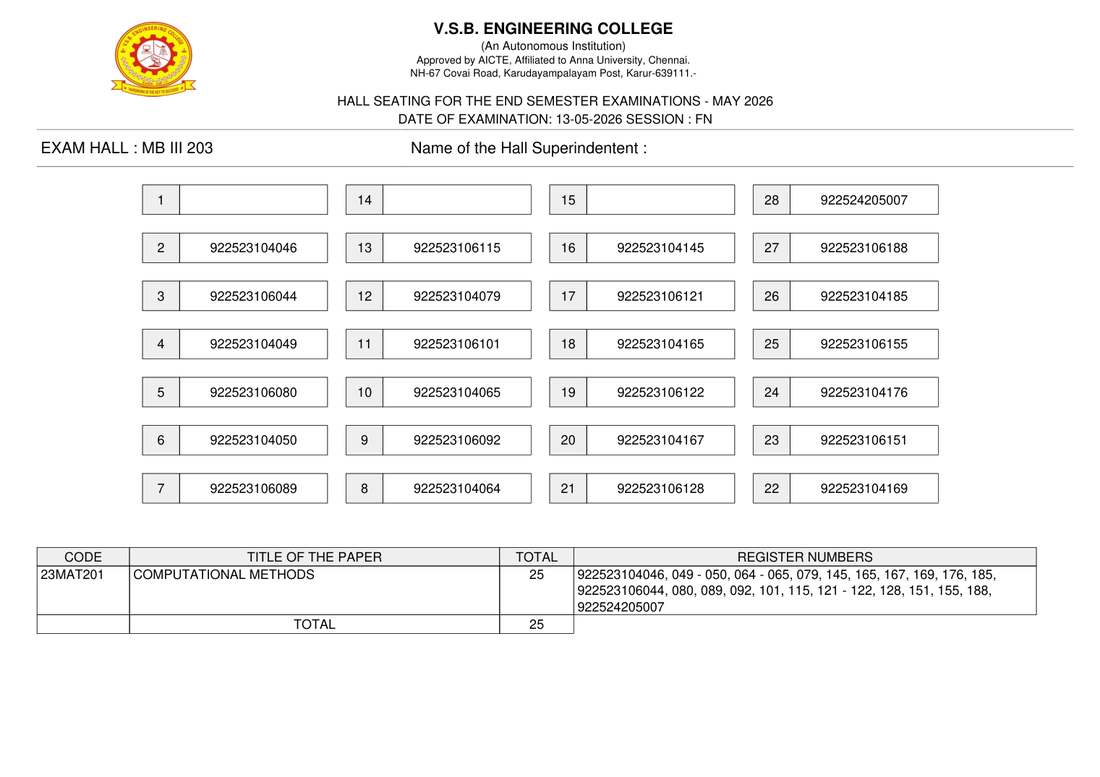 V.S.B. ENGINEERING COLLEGE
(An Autonomous Institution)
Approved by AICTE, Affiliated to Anna University, Chennai.
NH-67 Covai Road, Karudayampalayam Post, Karur-639111.-
HALL SEATING FOR THE END SEMESTER EXAMINATIONS - MAY 2026
DATE OF EXAMINATION: 13-05-2026 SESSION : FN
EXAM HALL : MB III 203 Name of the Hall Superindentent :
1 14 15 28 922524205007
2 922523104046 13 922523106115 16 922523104145 27 922523106188
3 922523106044 12 922523104079 17 922523106121 26 922523104185
4 922523104049 11 922523106101 18 922523104165 25 922523106155
5 922523106080 10 922523104065 19 922523106122 24 922523104176
6 922523104050 9 922523106092 20 922523104167 23 922523106151
7 922523106089 8 922523104064 21 922523106128 22 922523104169
CODE TITLE OF THE PAPER TOTAL REGISTER NUMBERS
23MAT201 COMPUTATIONAL METHODS 25 922523104046, 049 - 050, 064 - 065, 079, 145, 165, 167, 169, 176, 185,
922523106044, 080, 089, 092, 101, 115, 121 - 122, 128, 151, 155, 188,
922524205007
TOTAL 25